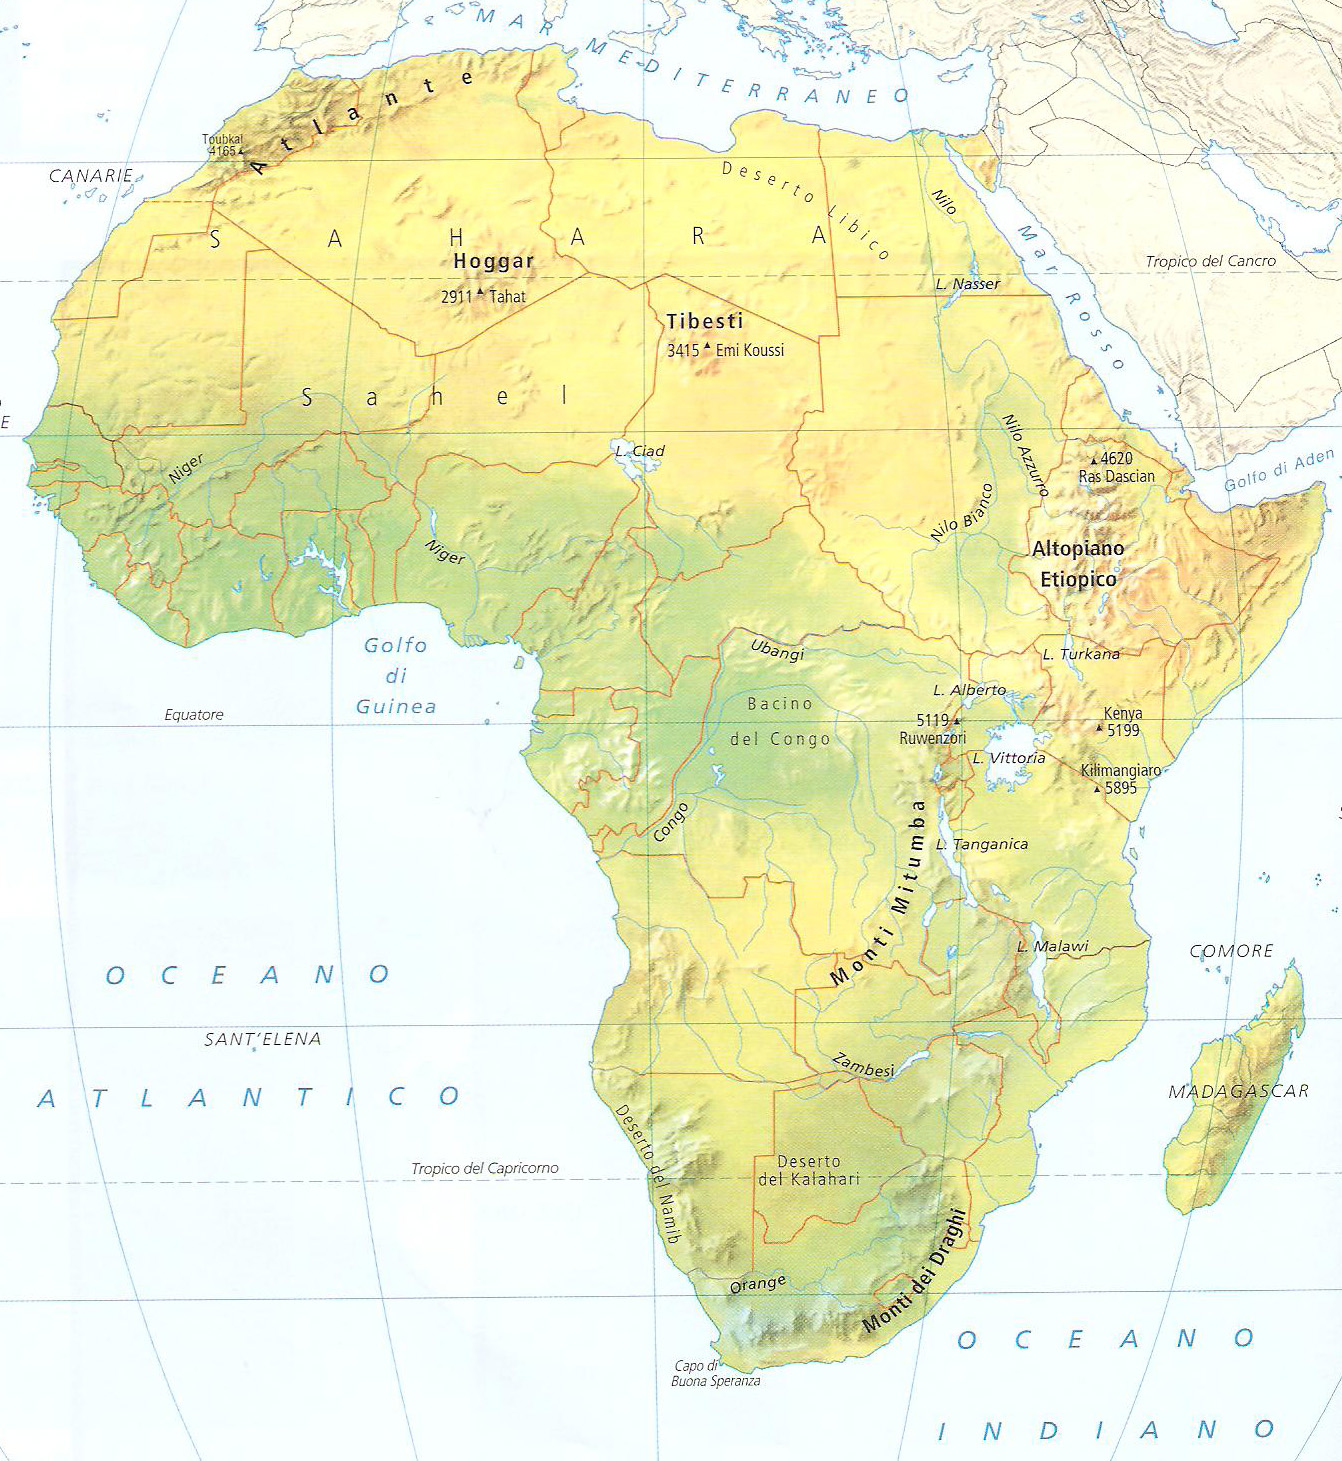 MAR MEDITERRANEO
Atlante
Toubkal
4165
CANARIE
Deserto Libico
Nilo
Mar Rosso
SAHARA
Hoggar
2911 Tahat
Tropico del Cancro
L. Nasser
Tibesti
3415 Emi Koussi
Sahel
E
Niger
L. Ciad
Nilo Azzurro
4620
Ras Dascian
Golfo di Aden
Nilo Bianco
Niger
Altopiano
Etiopico
Golfo
di
Guinea
Ubangi
L. Turkana
L. Alberto
Equatore
Bacino
del Congo
5119
Ruwenzori
Kenya
5199
L. Vittoria
Kilimangiaro
5895
Congo
L. Tanganica
Monti Mitumba
L. Malawi
COMORE
OCEANO
SANT'ELENA
ATLANTICO
Zambesi
MADAGASCAR
Deserto del Namib
Tropico del Capricorno
Deserto
del Kalahari
Monti dei Draghi
Orange
Capo di
Buona Speranza
OCEANO
INDIANO